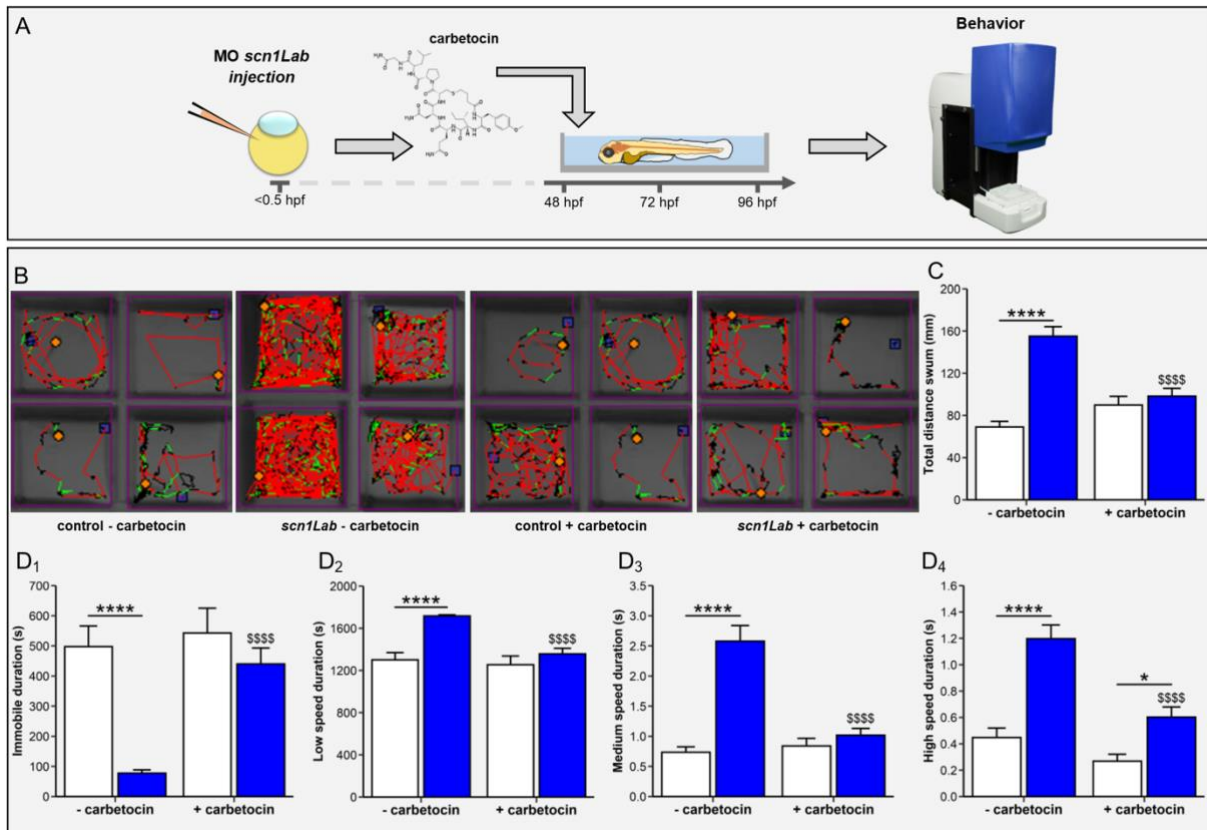 A
MO scn1Lab
injection
carbetocin
Behavior
<0.5 hpf
48 hpf
72 hpf
96 hpf
B
control - carbetocin
scn1Lab - carbetocin
control + carbetocin
scn1Lab + carbetocin
C
Total distance swum (mm)
200
160
120
80
40
0
****
$$$$
- carbetocin
+ carbetocin
D1
Immobile duration (s)
700
600
500
400
300
200
100
0
****
$$$$
- carbetocin
+ carbetocin
D2
Low speed duration (s)
2000
1600
1200
800
400
0
****
$$$$
- carbetocin
+ carbetocin
D3
Medium speed duration (s)
3.5
3.0
2.5
2.0
1.5
1.0
0.5
0.0
****
$$$$
- carbetocin
+ carbetocin
D4
High speed duration (s)
1.6
1.4
1.2
1.0
0.8
0.6
0.4
0.2
0
****
*
$$$$
- carbetocin
+ carbetocin